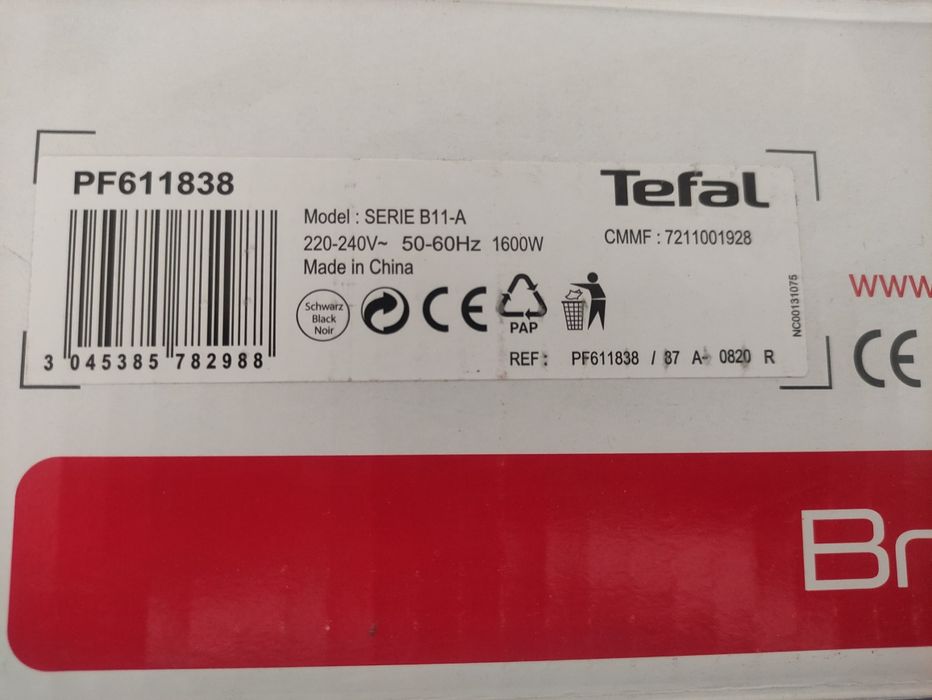 PF611838
Tefal
Model : SERIE B11-A
220-240V~ 50-60Hz 1600W
Made in China
CMMF : 7211001928
Schwarz
Black
Noir
CE
PAP
NC00131075
3 045385 782988
REF : PF611838 / 87 A- 0820 R
www
CE
Br